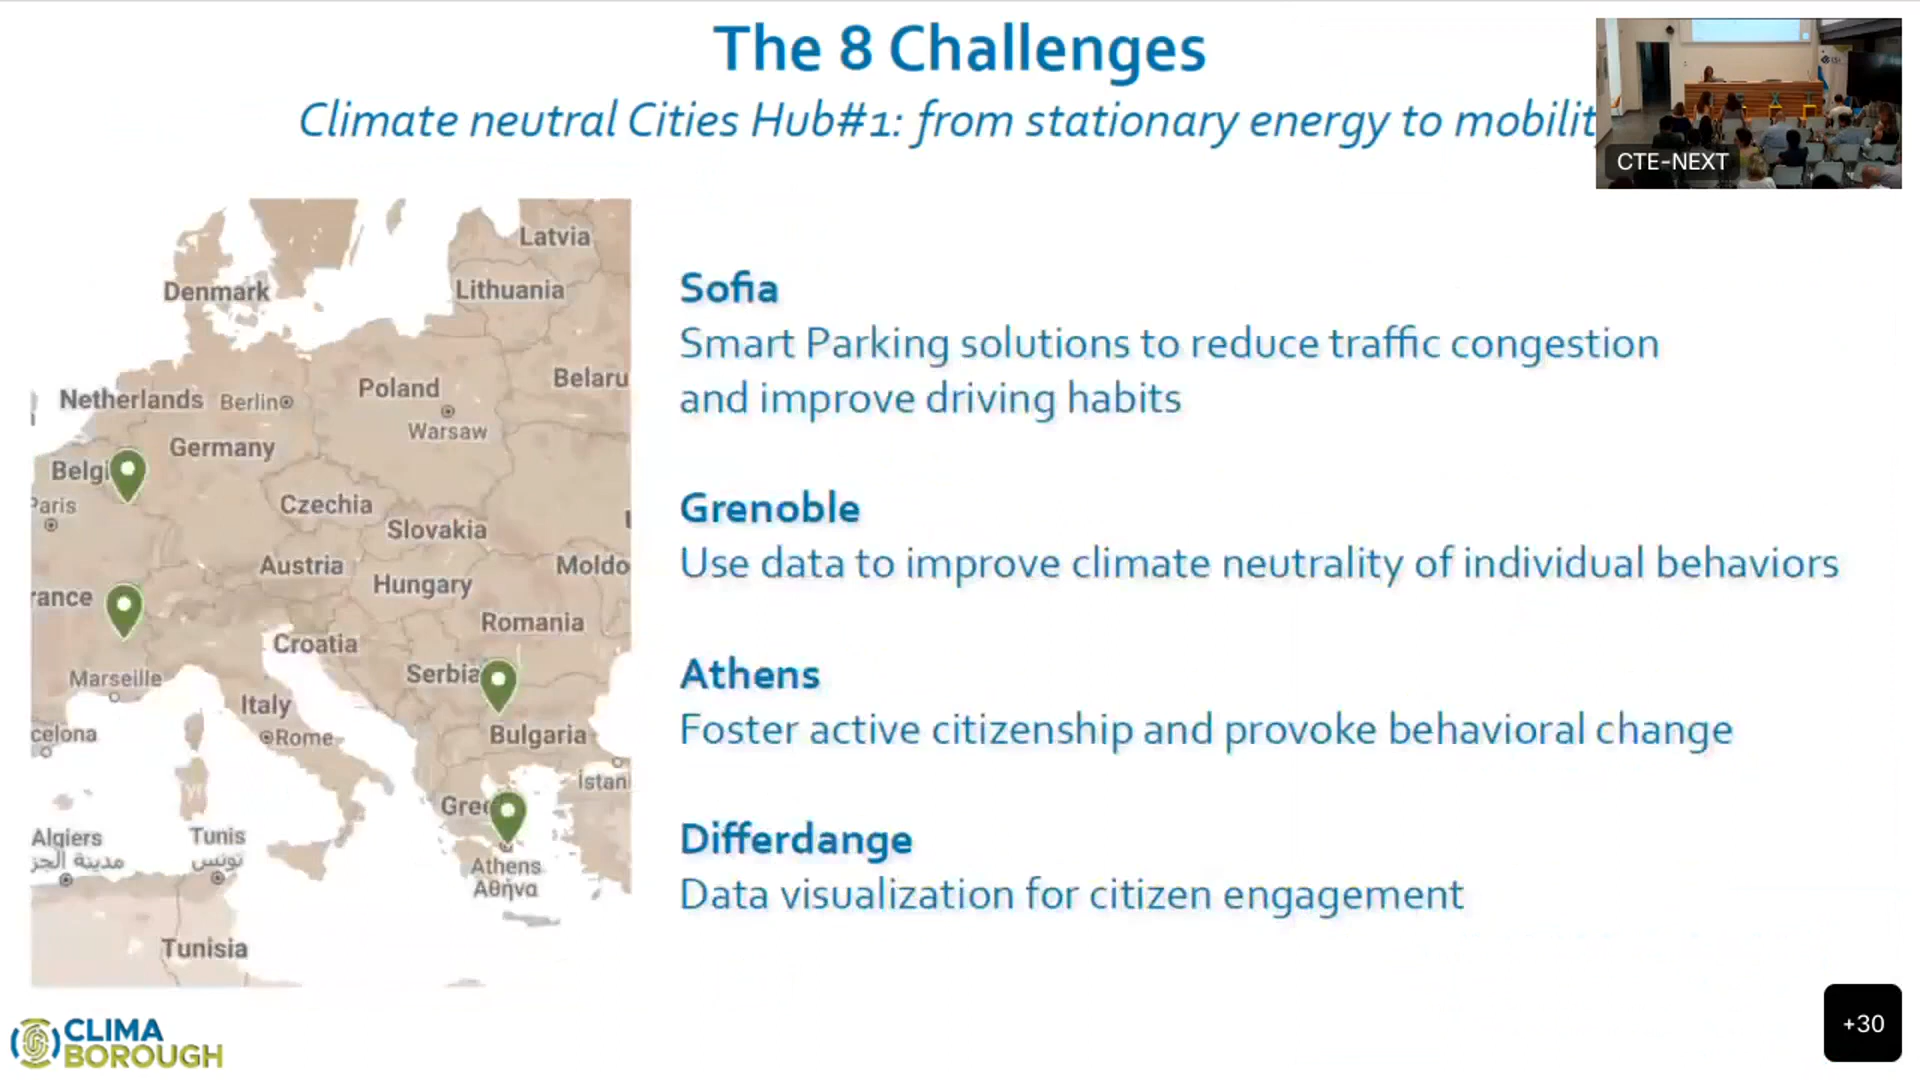 The 8 Challenges
Climate neutral Cities Hub#1: from stationary energy to mobilit
CTE-NEXT
Latvia
Denmark
Lithuania
Belaru
Poland
Netherlands
Berlin
Warsaw
Germany
Belgi
Paris
Czechia
Slovakia
Austria
Moldo
Hungary
rance
Romania
Croatia
Serbia
Marseille
Italy
celona
Rome
Bulgaria
İstan
Gree
Algiers
Tunis
مدينة الجز
تونس
Athens
Αθήνα
Tunisia
Sofia
Smart Parking solutions to reduce traffic congestion
and improve driving habits
Grenoble
Use data to improve climate neutrality of individual behaviors
Athens
Foster active citizenship and provoke behavioral change
Differdange
Data visualization for citizen engagement
CLIMA
BOROUGH
+30